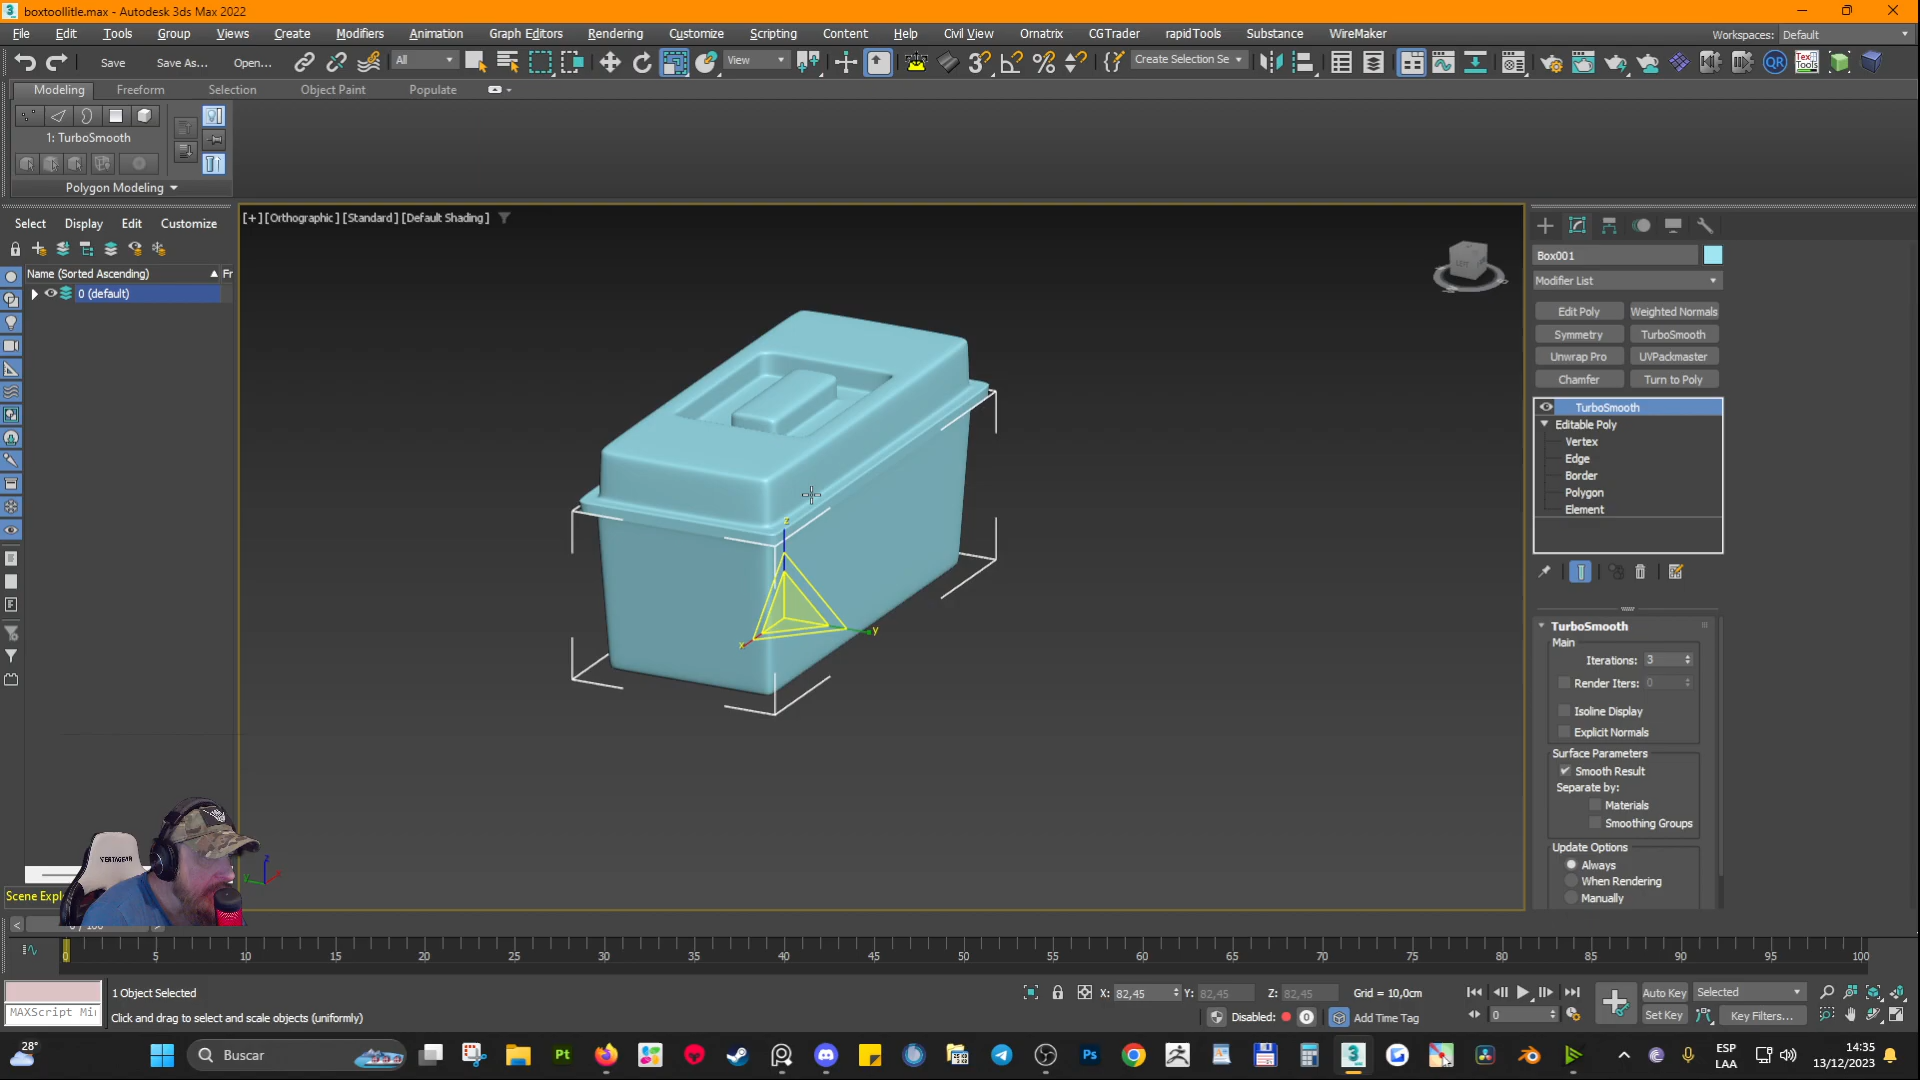 boxtoollitle.max - Autodesk 3ds Max 2022
File Edit Tools Group Views Create Modifiers Animation Graph Editors Rendering Customize Scripting Content Help Civil View Ornatrix CGTrader rapidTools Substance WireMaker Workspaces: Default
Save Save As... Open... All View Create Selection Se
Modeling Freeform Selection Object Paint Populate
1: TurboSmooth
Polygon Modeling
Select Display Edit Customize
Name (Sorted Ascending) Fr
0 (default)
[+] [Orthographic] [Standard] [Default Shading]
Box001
Modifier List
Edit Poly Weighted Normals
Symmetry TurboSmooth
Unwrap Pro UVPackmaster
Chamfer Turn to Poly
TurboSmooth
Editable Poly
Vertex
Edge
Border
Polygon
Element
TurboSmooth
Main
Iterations: 3
Render Iters: 0
Isoline Display
Explicit Normals
Surface Parameters
Smooth Result
Separate by:
Materials
Smoothing Groups
Update Options
Always
When Rendering
Manually
z
x
y
VERTAGEAR
0 5 10 15 20 25 30 35 40 45 50 55 60 65 70 75 80 85 90 95 100
1 Object Selected X: 82,45 Y: 82,45 Z: 82,45 Grid = 10,0cm Auto Key Selected
MAXScript Mi Click and drag to select and scale objects (uniformly) Disabled: 0 Add Time Tag 0 Set Key Key Filters...
28° Buscar ESP LAA 14:35 13/12/2023